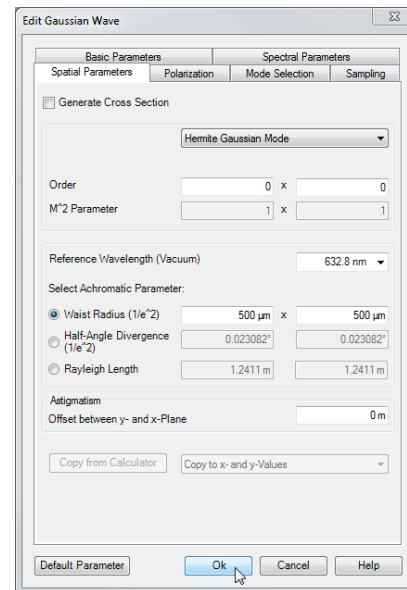 Edit Gaussian Wave
Basic Parameters Spectral Parameters
Spatial Parameters Polarization Mode Selection Sampling
Generate Cross Section
Hermite Gaussian Mode
Order 0 x 0
M^2 Parameter 1 x 1
Reference Wavelength (Vacuum) 632.8 nm
Select Achromatic Parameter:
Waist Radius (1/e^2) 500 µm x 500 µm
Half-Angle Divergence
(1/e^2) 0.023082° 0.023082°
Rayleigh Length 1.2411 m 1.2411 m
Astigmatism
Offset between y- and x-Plane 0 m
Copy from Calculator Copy to x- and y-Values
Default Parameter Ok Cancel Help